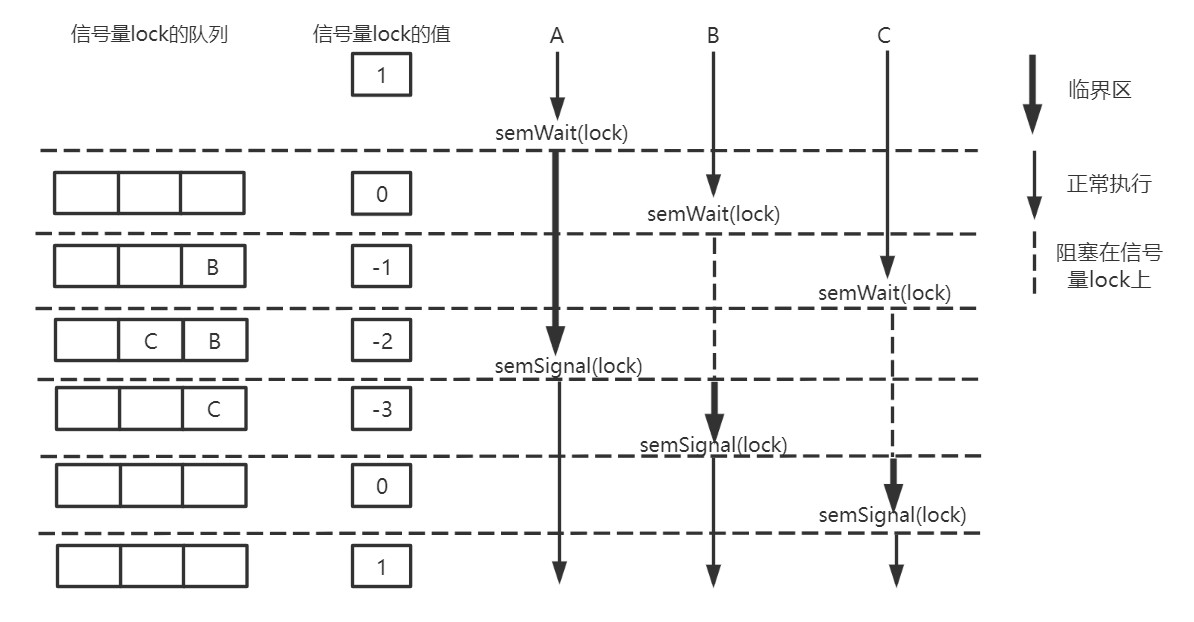 信号量lock的队列 信号量lock的值 A B C
1
临界区
semWait(lock)
0
正常执行
semWait(lock)
B -1
阻塞在信号
量lock上
semWait(lock)
C B -2
semSignal(lock)
C -3
semSignal(lock)
0
semSignal(lock)
1